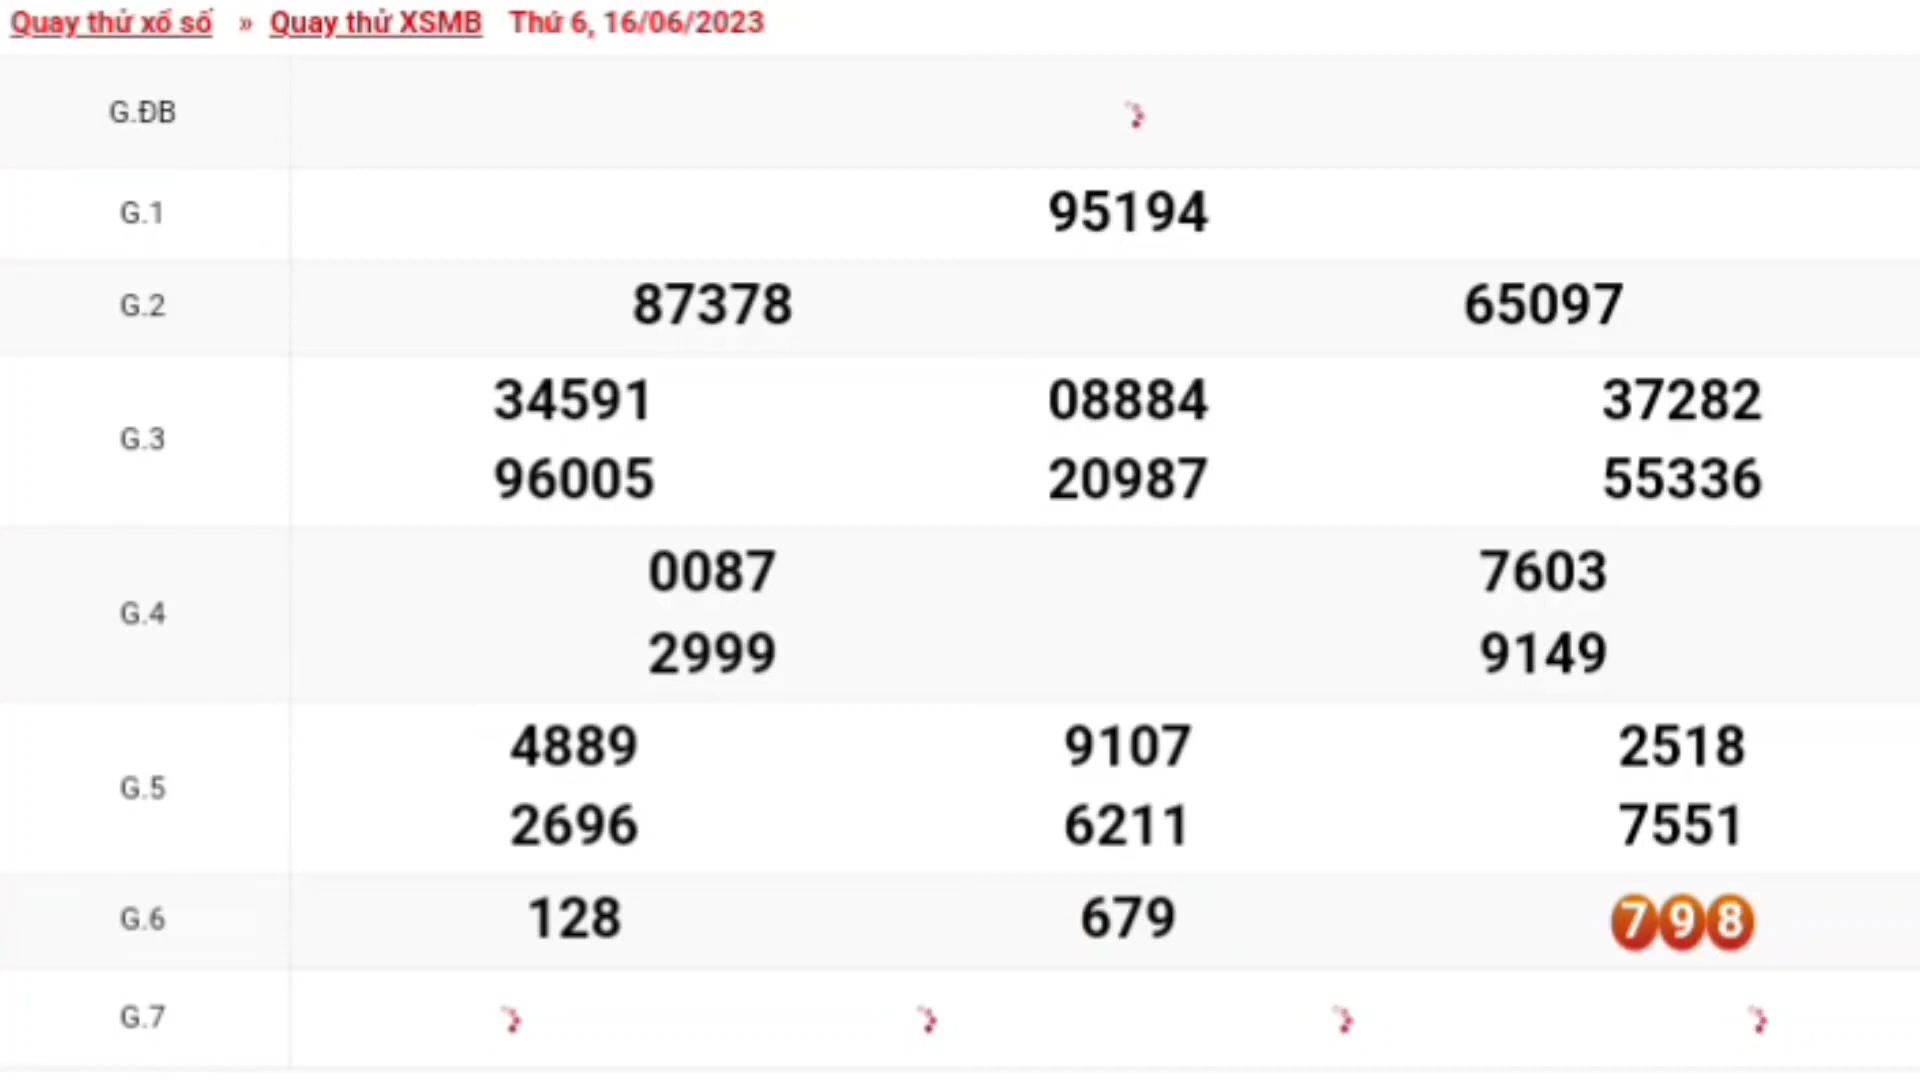 Quay thử xổ số » Quay thử XSMB Thứ 6, 16/06/2023
G.ĐB
G.1 95194
G.2 87378 65097
G.3 34591 08884 37282
96005 20987 55336
G.4 0087 7603
2999 9149
G.5 4889 9107 2518
2696 6211 7551
G.6 128 679 798
G.7